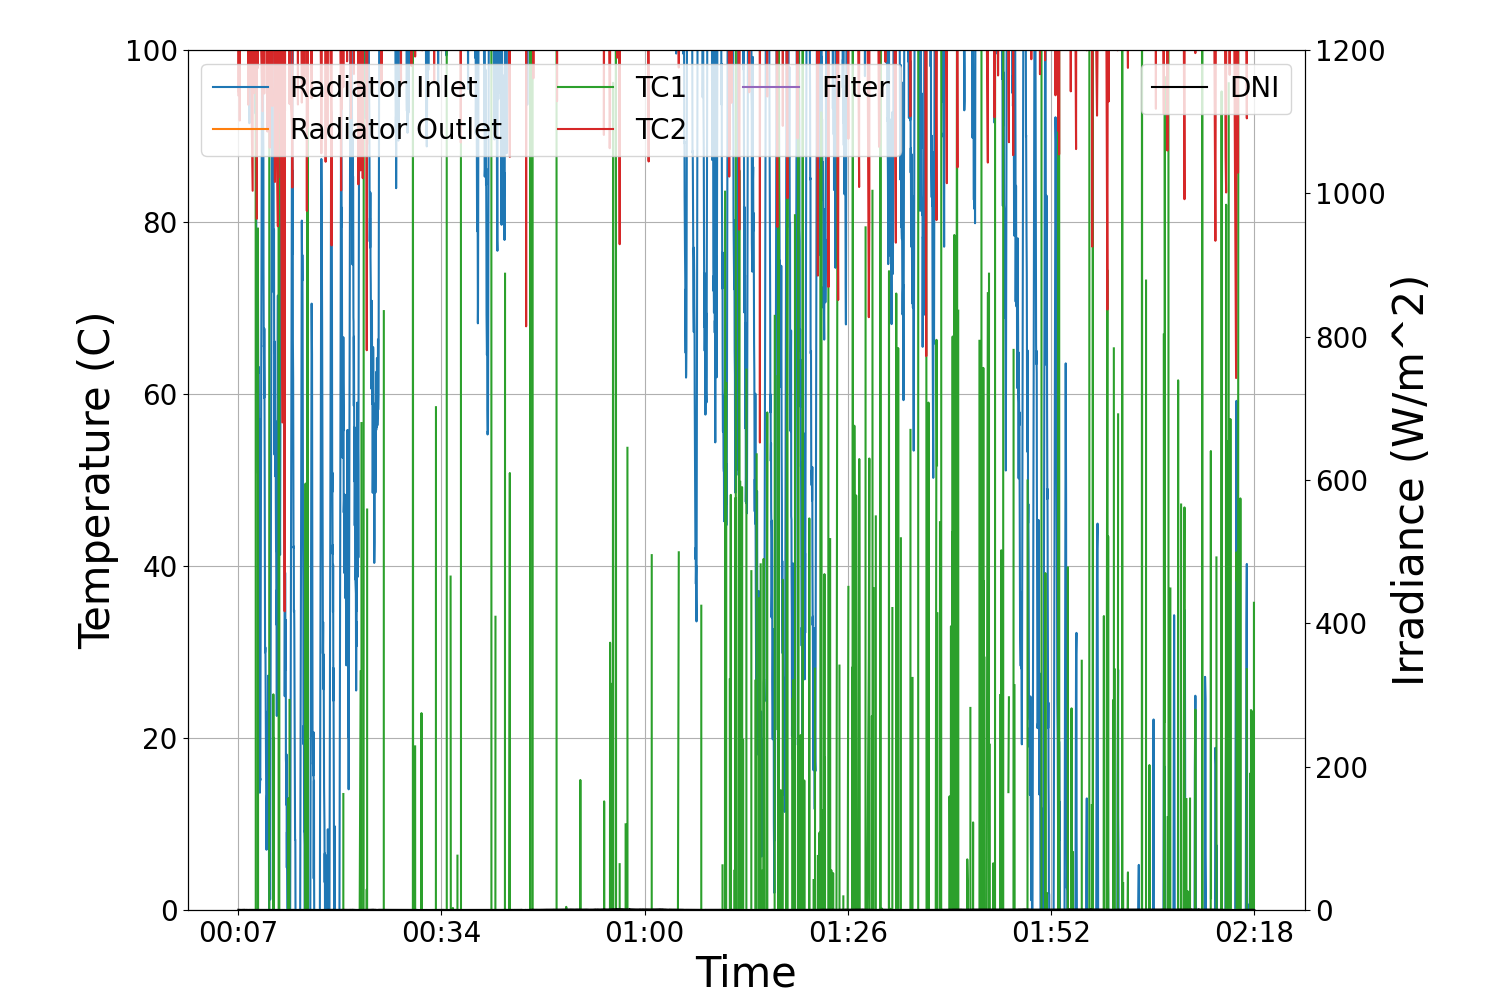 100
80
60
40
20
0
Temperature (C)
Radiator Inlet
Radiator Outlet
TC1
TC2
Filter
DNI
1200
1000
800
600
400
200
0
Irradiance (W/m^2)
00:07
00:34
01:00
01:26
01:52
02:18
Time